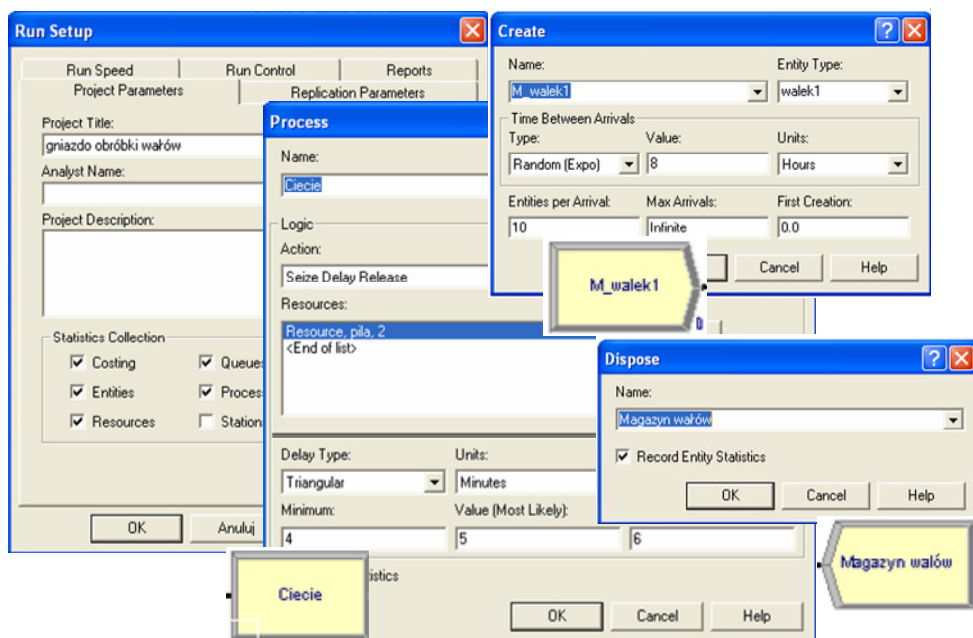 Run Setup
Run Speed
Run Control
Reports
Project Parameters
Replication Parameters
Project Title:
gniazdo obróbki wałów
Analyst Name:
Project Description:
Statistics Collection
Costing
Queues
Entities
Process
Resources
Station
OK
Anuluj
Process
Name:
Ciecie
Logic
Action:
Seize Delay Release
Resources:
Resource, pila, 2
<End of list>
Delay Type:
Units:
Triangular
Minutes
Minimum:
Value (Most Likely):
4
5
6
istics
OK
Cancel
Help
Ciecie
Create
Name:
Entity Type:
M_walek1
walek1
Time Between Arrivals
Type:
Value:
Units:
Random (Expo)
8
Hours
Entities per Arrival:
Max Arrivals:
First Creation:
10
Infinite
0.0
Cancel
Help
M_walek1
0
Dispose
Name:
Magazyn wałów
Record Entity Statistics
OK
Cancel
Help
Magazyn walów